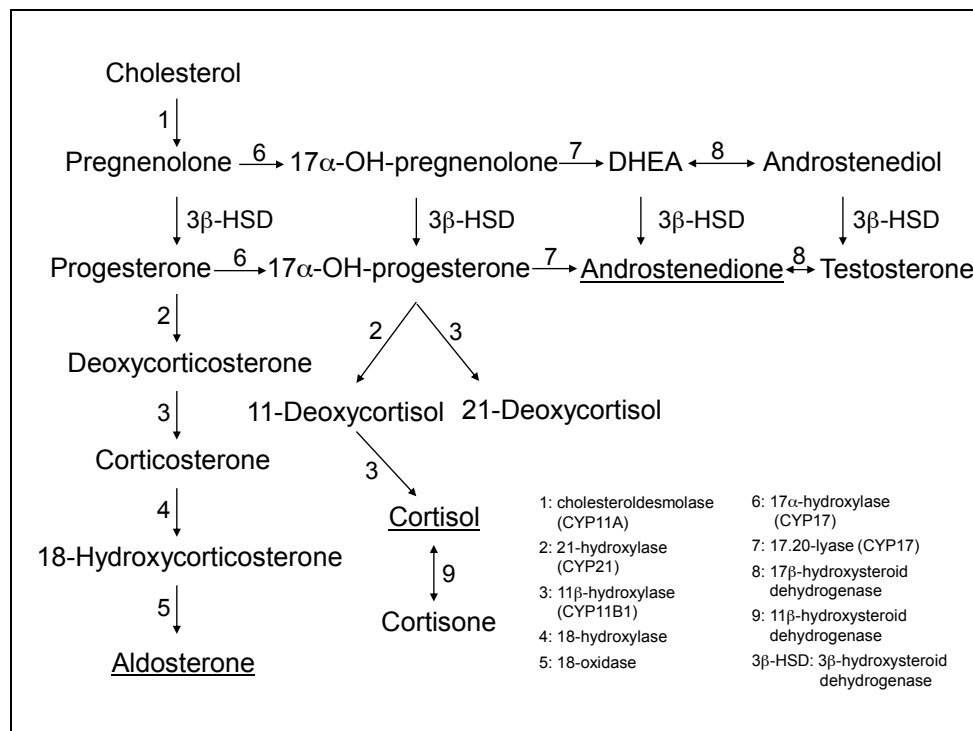 Cholesterol
1
Pregnenolone 6 17α-OH-pregnenolone 7 DHEA 8 Androstenediol
3β-HSD 3β-HSD 3β-HSD 3β-HSD
Progesterone 6 17α-OH-progesterone 7 Androstenedione 8 Testosterone
2 2 3
Deoxycorticosterone
11-Deoxycortisol 21-Deoxycortisol
3
Corticosterone
3
Cortisol
4
18-Hydroxycorticosterone
9
5
Cortisone
Aldosterone
1: cholesteroldesmolase
(CYP11A)
2: 21-hydroxylase
(CYP21)
3: 11β-hydroxylase
(CYP11B1)
4: 18-hydroxylase
5: 18-oxidase
6: 17α-hydroxylase
(CYP17)
7: 17.20-lyase (CYP17)
8: 17β-hydroxysteroid
dehydrogenase
9: 11β-hydroxysteroid
dehydrogenase
3β-HSD: 3β-hydroxysteroid
dehydrogenase